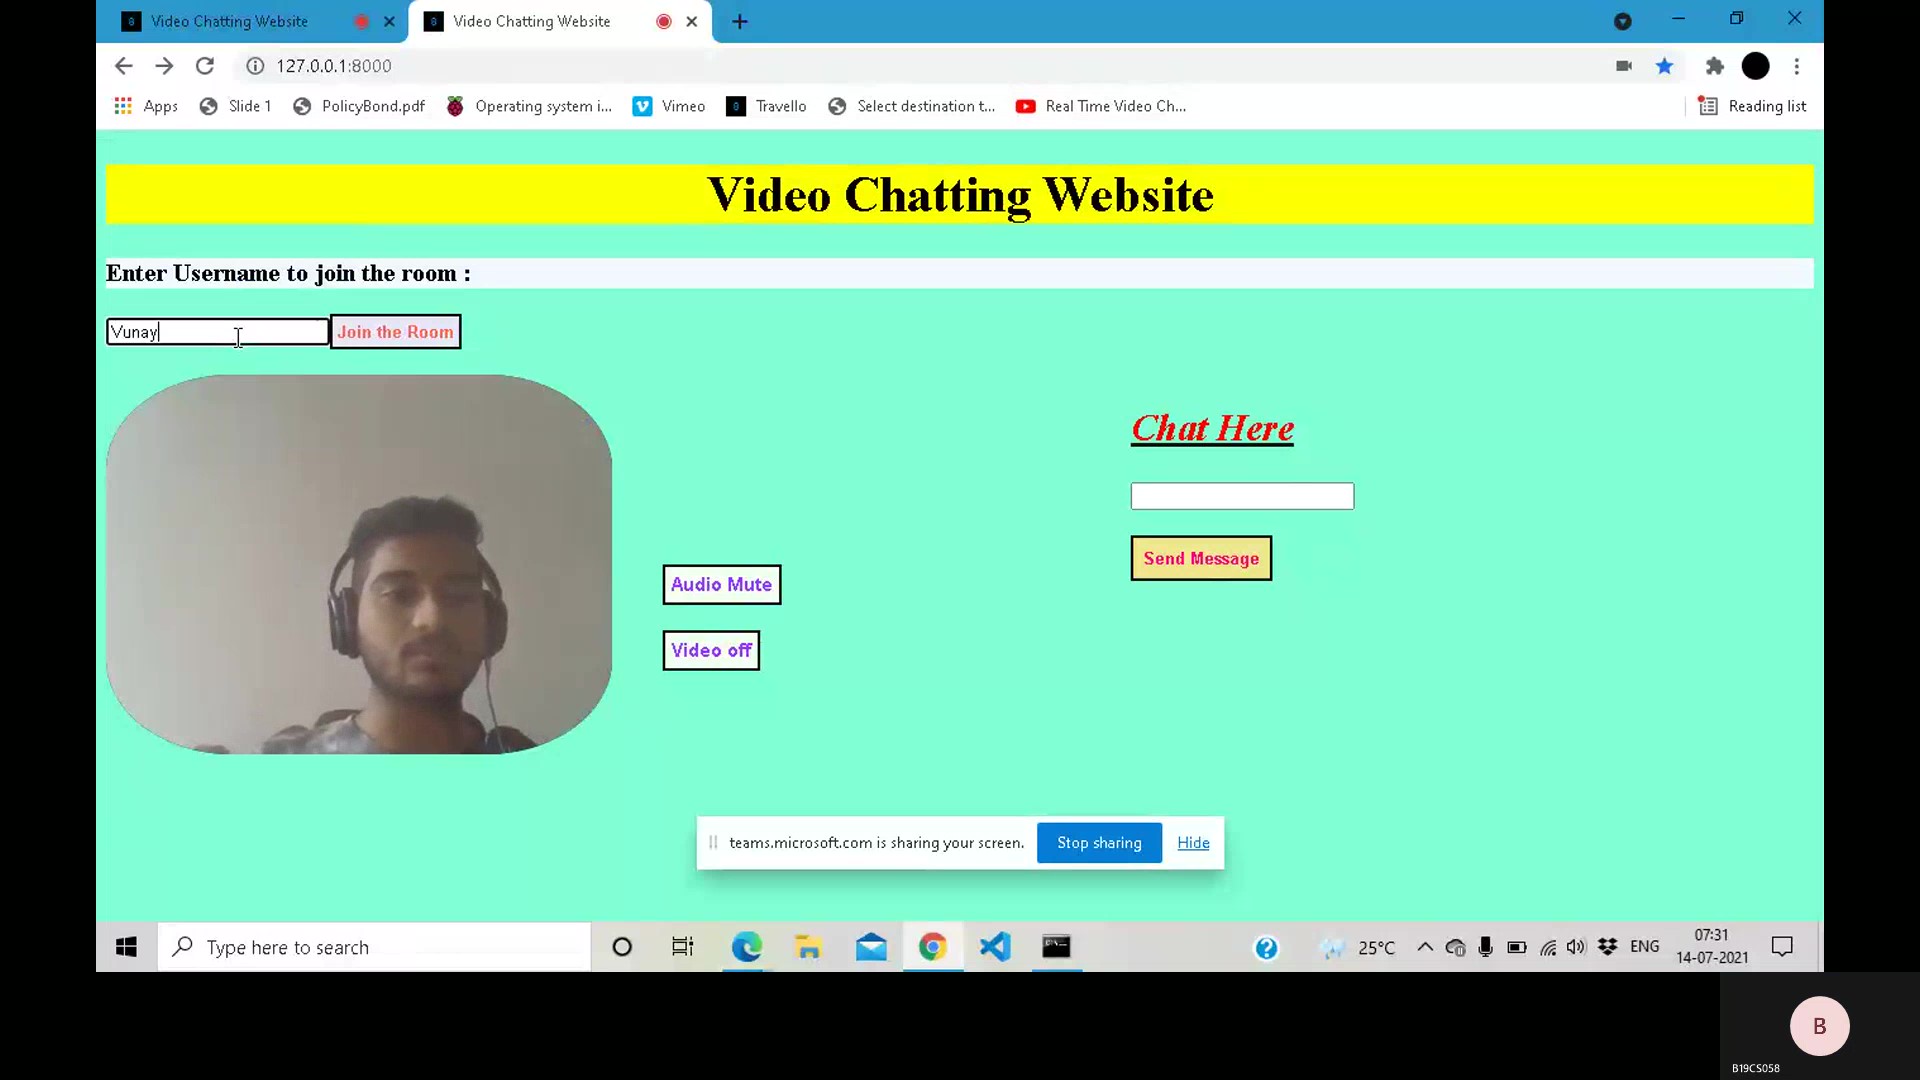 Video Chatting Website
Video Chatting Website
127.0.0.1:8000
Apps
Slide 1
PolicyBond.pdf
Operating system i...
Vimeo
Travello
Select destination t...
Real Time Video Ch...
Reading list
Video Chatting Website
Enter Username to join the room :
Vunay
Join the Room
Chat Here
Send Message
Audio Mute
Video off
teams.microsoft.com is sharing your screen.
Stop sharing
Hide
Type here to search
25°C
ENG
07:31
14-07-2021
B
B19CS058